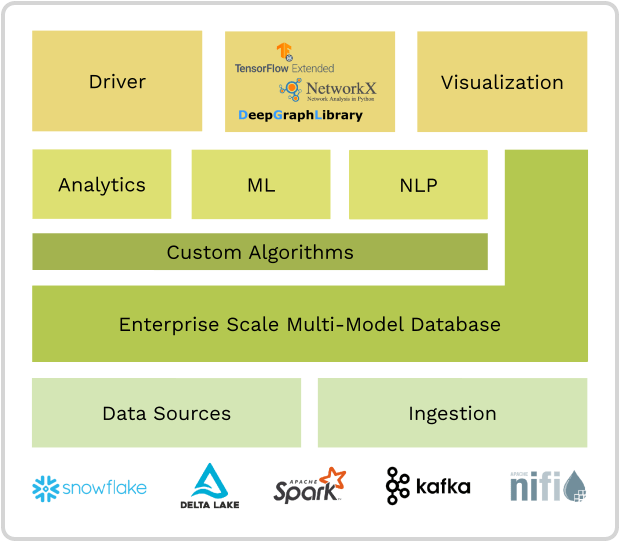 Driver
TensorFlow Extended
NetworkX
Network Analysis in Python
DeepGraphLibrary
Visualization
Analytics
ML
NLP
Custom Algorithms
Enterprise Scale Multi-Model Database
Data Sources
Ingestion
snowflake
DELTA LAKE
APACHE
Spark™
kafka
APACHE
nifi